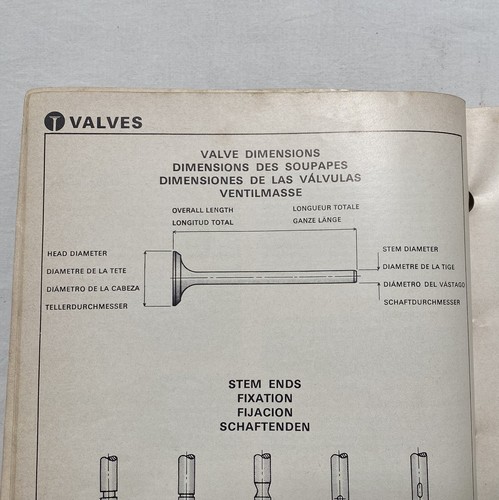 T VALVES
VALVE DIMENSIONS
DIMENSIONS DES SOUPAPES
DIMENSIONES DE LAS VÁLVULAS
VENTILMASSE
OVERALL LENGTH
LONGITUD TOTAL
LONGUEUR TOTALE
GANZE LÄNGE
HEAD DIAMETER
DIAMETRE DE LA TETE
DIÁMETRO DE LA CABEZA
TELLERDURCHMESSER
STEM DIAMETER
DIAMETRE DE LA TIGE
DIÁMETRO DEL VÁSTAGO
SCHAFTDURCHMESSER
STEM ENDS
FIXATION
FIJACION
SCHAFTENDEN